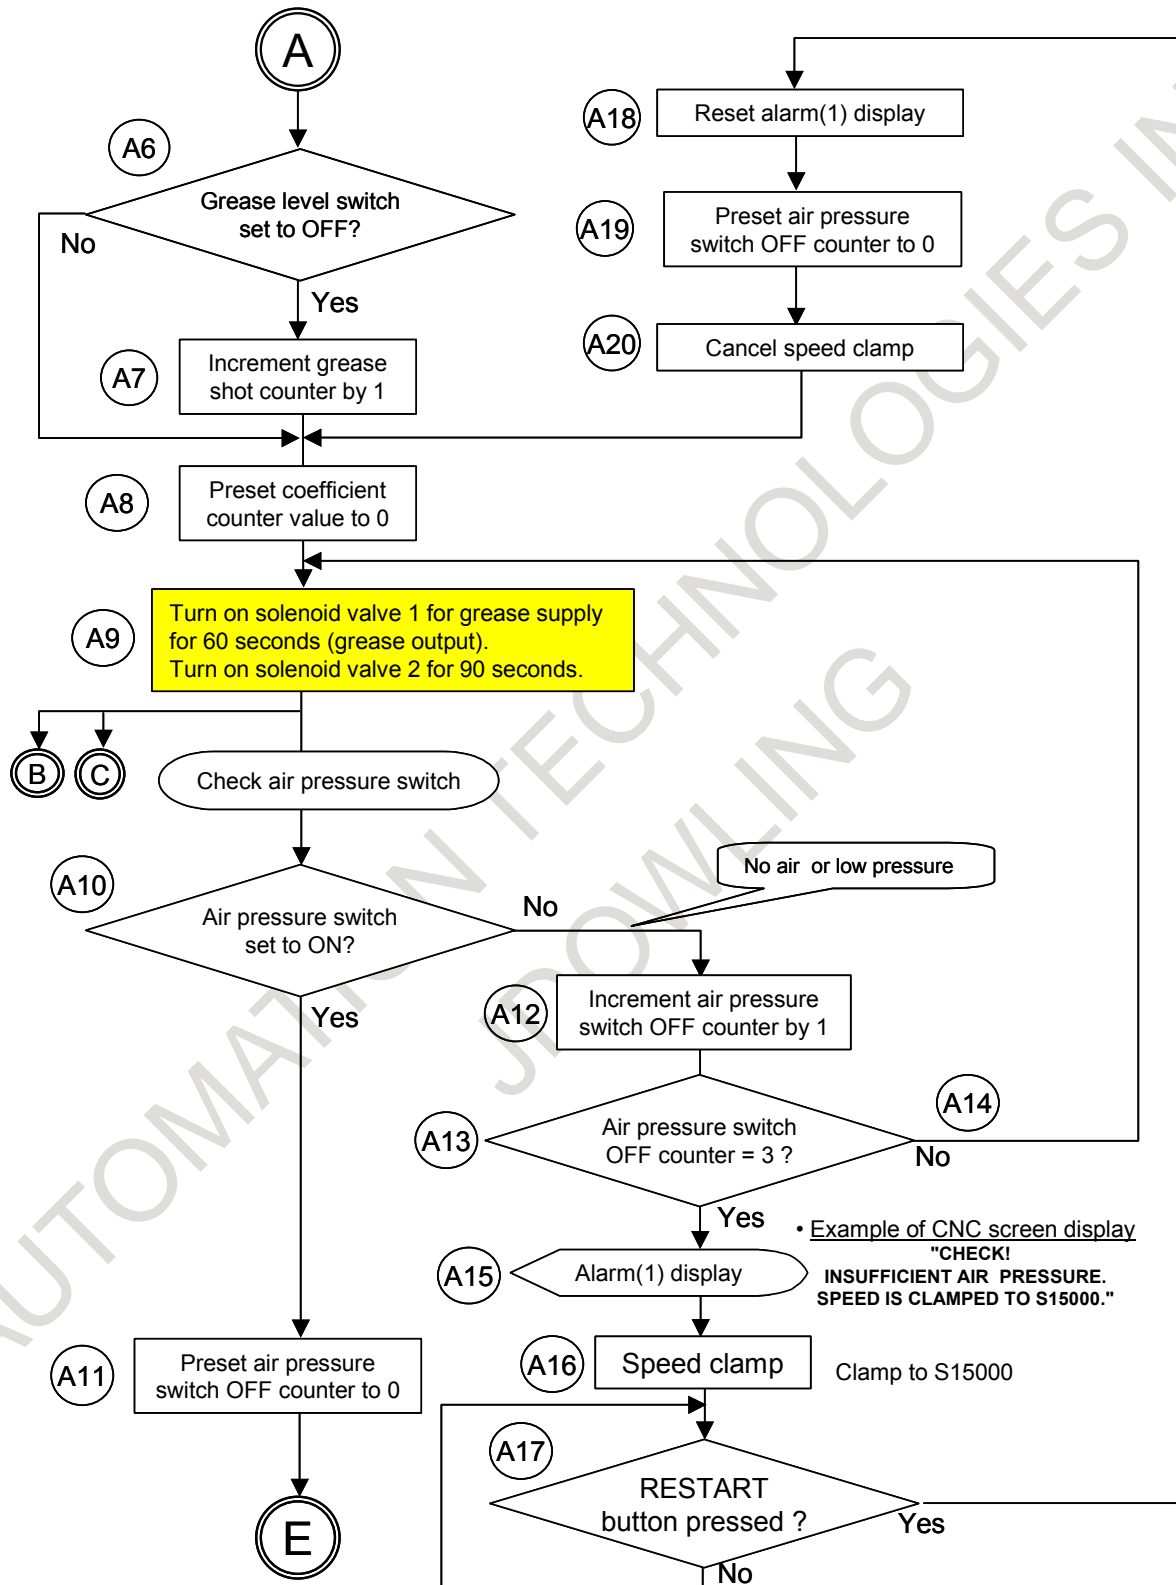 A
A6
Grease level switch
set to OFF?
No
Yes
A7
Increment grease
shot counter by 1
A8
Preset coefficient
counter value to 0
A9
Turn on solenoid valve 1 for grease supply
for 60 seconds (grease output).
Turn on solenoid valve 2 for 90 seconds.
B
C
Check air pressure switch
A10
Air pressure switch
set to ON?
No
Yes
No air or low pressure
A11
Preset air pressure
switch OFF counter to 0
E
A12
Increment air pressure
switch OFF counter by 1
A13
Air pressure switch
OFF counter = 3 ?
A14
No
Yes
A15
Alarm(1) display
• Example of CNC screen display
"CHECK!
INSUFFICIENT AIR PRESSURE.
SPEED IS CLAMPED TO S15000."
A16
Speed clamp
Clamp to S15000
A17
RESTART
button pressed ?
Yes
No
A18
Reset alarm(1) display
A19
Preset air pressure
switch OFF counter to 0
A20
Cancel speed clamp
AUTOMATION TECHNOLOGIES IN
JDOWLING